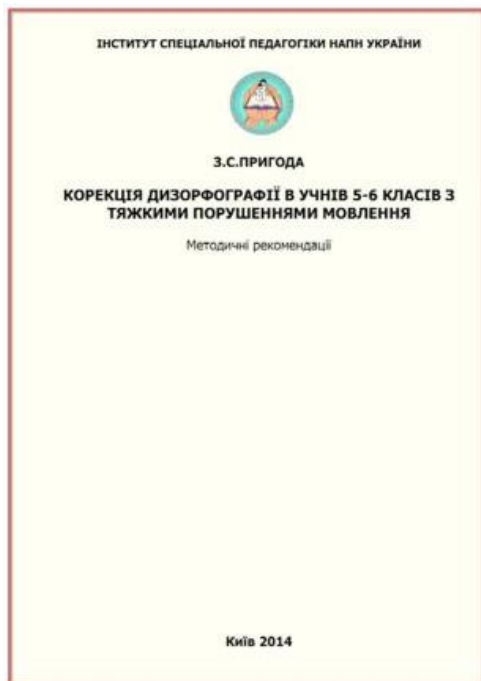 ІНСТИТУТ СПЕЦІАЛЬНОЇ ПЕДАГОГІКИ НАПН УКРАЇНИ
З.С.ПРИГОДА
КОРЕКЦІЯ ДИЗОРФОГРАФІЇ В УЧНІВ 5-6 КЛАСІВ З
ТЯЖКИМИ ПОРУШЕННЯМИ МОВЛЕННЯ
Методичні рекомендації
Київ 2014